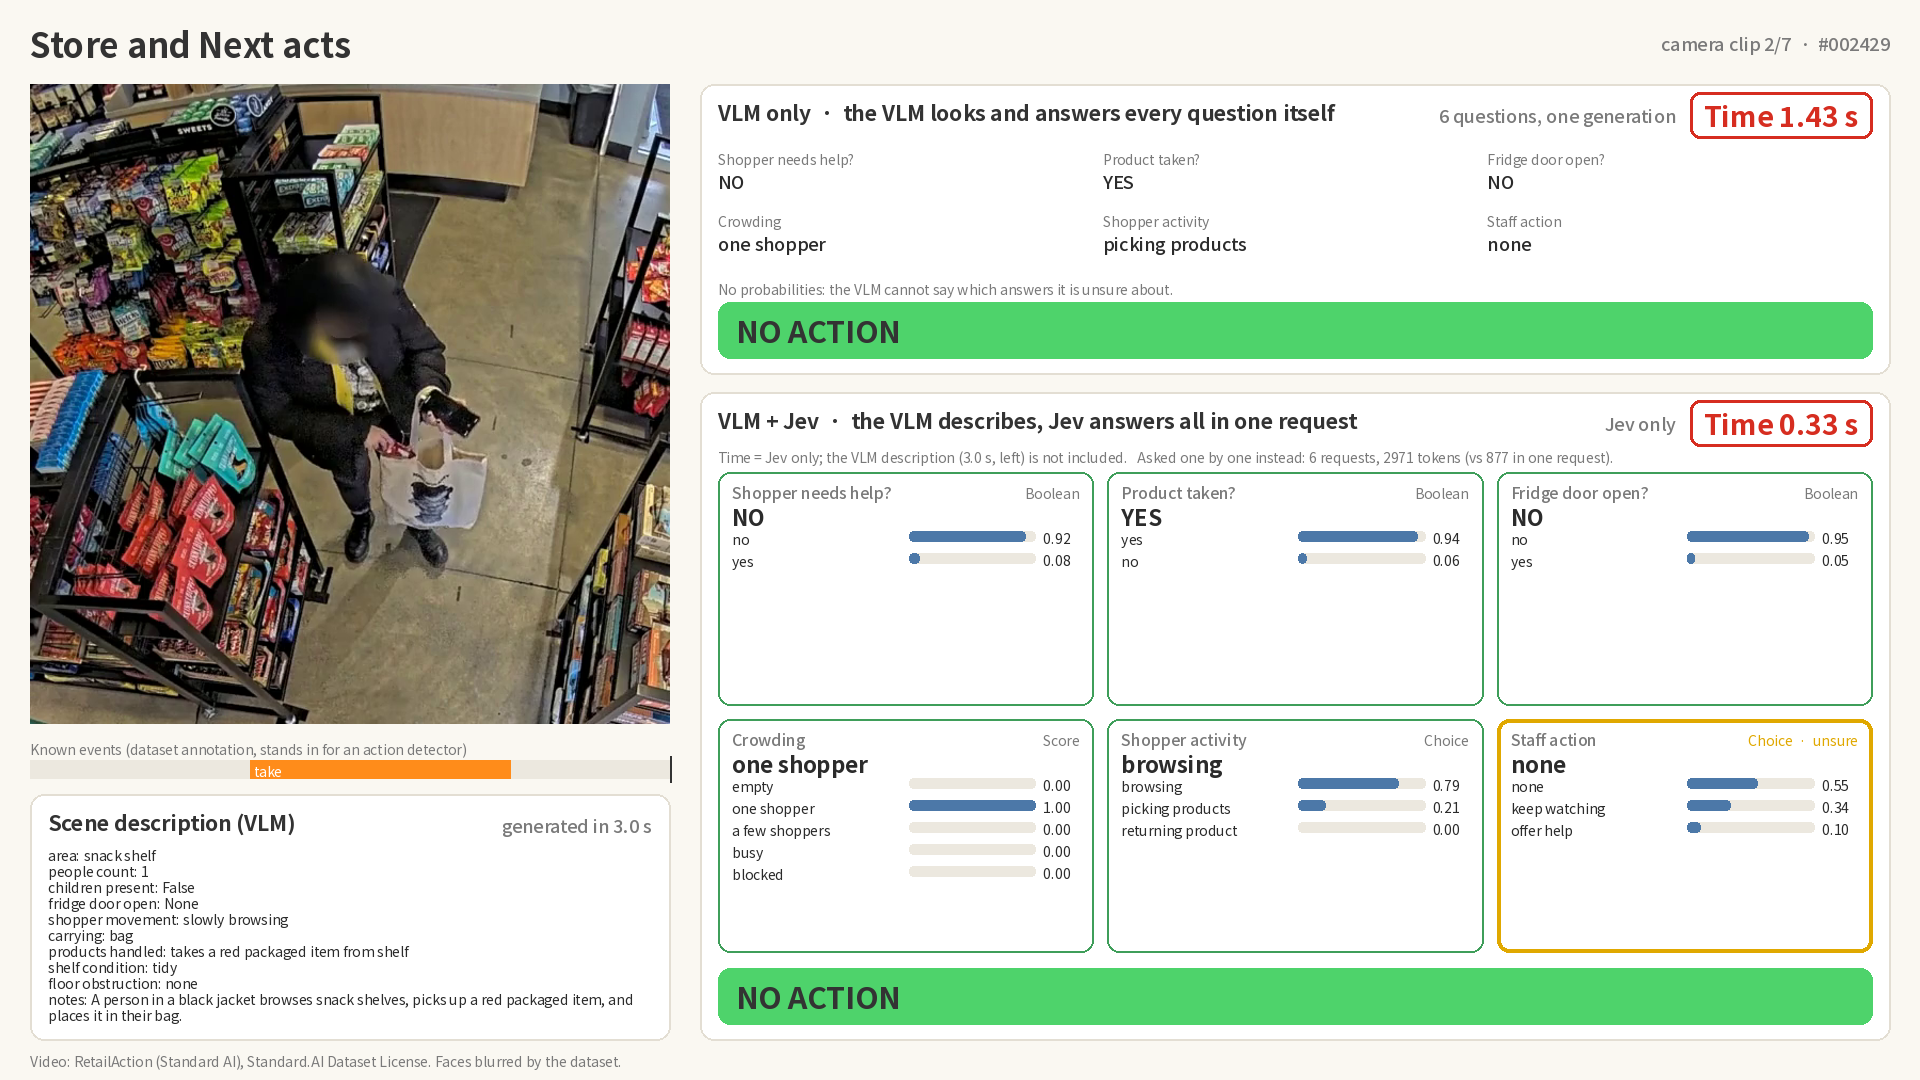 Store and Next acts
camera clip 2/7 · #002429
SWEETS
Known events (dataset annotation, stands in for an action detector)
take
Scene description (VLM)
generated in 3.0 s
area: snack shelf
people count: 1
children present: False
fridge door open: None
shopper movement: slowly browsing
carrying: bag
products handled: takes a red packaged item from shelf
shelf condition: tidy
floor obstruction: none
notes: A person in a black jacket browses snack shelves, picks up a red packaged item, and
places it in their bag.
Video: RetailAction (Standard AI), Standard.AI Dataset License. Faces blurred by the dataset.
VLM only · the VLM looks and answers every question itself
6 questions, one generation
Time 1.43 s
Shopper needs help?
NO
Product taken?
YES
Fridge door open?
NO
Crowding
one shopper
Shopper activity
picking products
Staff action
none
No probabilities: the VLM cannot say which answers it is unsure about.
NO ACTION
VLM + Jev · the VLM describes, Jev answers all in one request
Jev only
Time 0.33 s
Time = Jev only; the VLM description (3.0 s, left) is not included. Asked one by one instead: 6 requests, 2971 tokens (vs 877 in one request).
Shopper needs help? Boolean
NO
no 0.92
yes 0.08
Product taken? Boolean
YES
yes 0.94
no 0.06
Fridge door open? Boolean
NO
no 0.95
yes 0.05
Crowding Score
one shopper
empty 0.00
one shopper 1.00
a few shoppers 0.00
busy 0.00
blocked 0.00
Shopper activity Choice
browsing
browsing 0.79
picking products 0.21
returning product 0.00
Staff action Choice · unsure
none
none 0.55
keep watching 0.34
offer help 0.10
NO ACTION